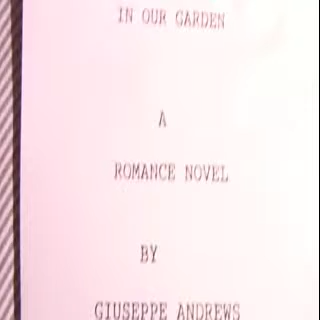 IN OUR GARDEN
A
ROMANCE NOVEL
BY
GIUSEPPE ANDREWS